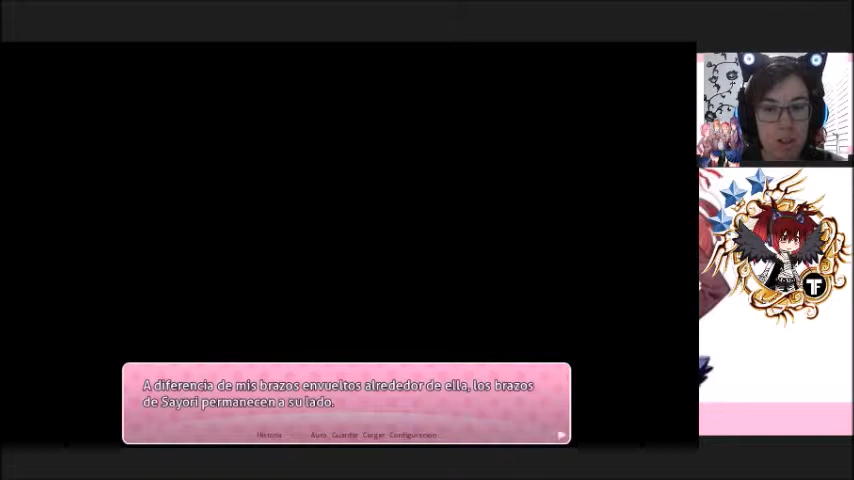 A diferencia de mis brazos envueltos alrededor de ella, los brazos
de Sayori permanecen a su lado.
Historia Auto Guardar Cargar Configuración
TF